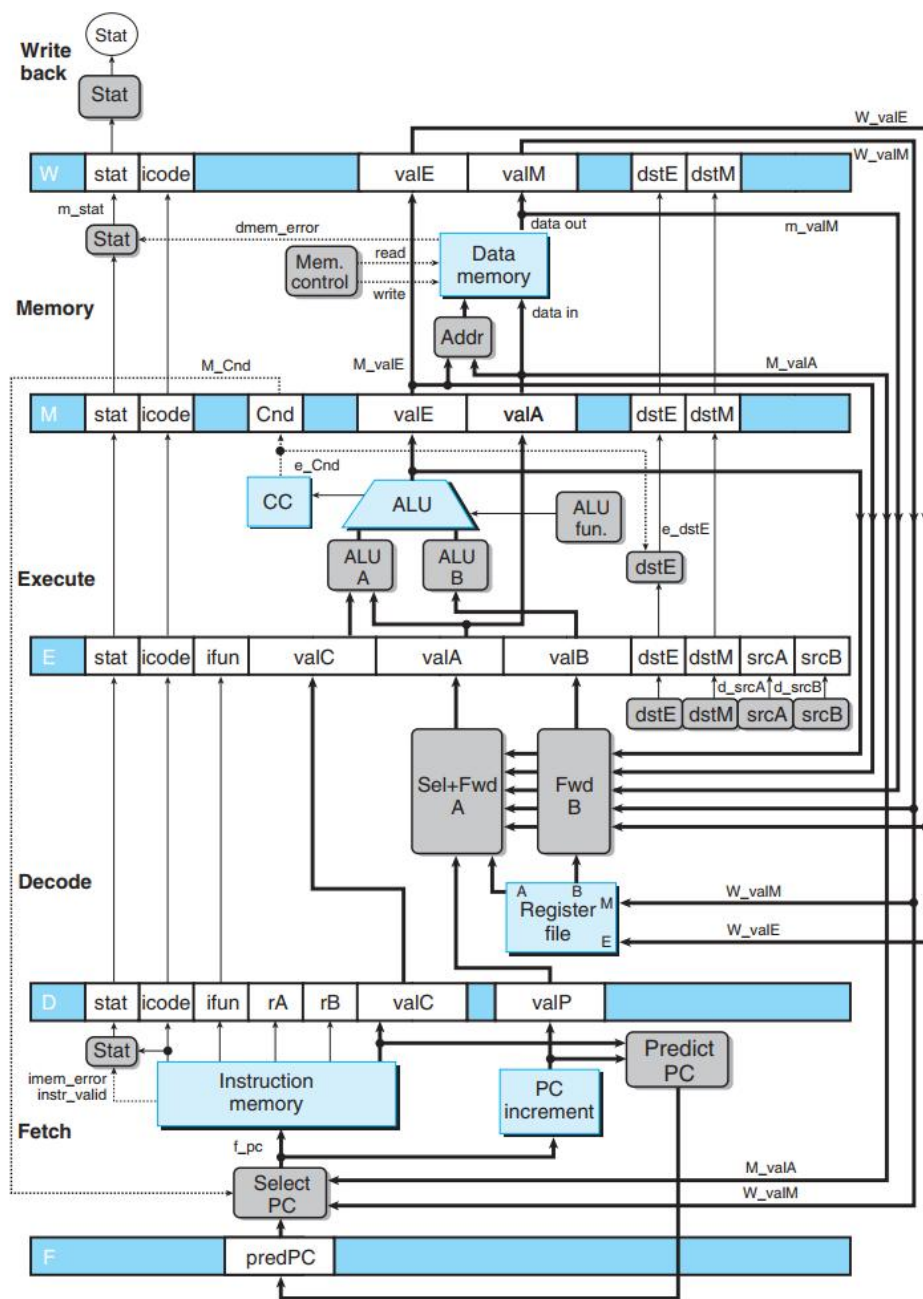 Stat
Write
back
Stat
W_valE
W_valM
W stat icode valE valM dstE dstM
m_stat
data out
m_valM
Stat
dmem_error
Mem.
control
read
write
Data
memory
Memory
data in
Addr
M_Cnd
M_valE
M_valA
M stat icode Cnd valE valA dstE dstM
e_Cnd
CC
ALU
ALU
fun.
e_dstE
ALU
A
ALU
B
dstE
Execute
E stat icode ifun valC valA valB dstE dstM srcA srcB
d_srcA d_srcB
dstE dstM srcA srcB
Sel+Fwd
A
Fwd
B
Decode
A B
Register
file
M
E
W_valM
W_valE
D stat icode ifun rA rB valC valP
Stat
Predict
PC
imem_error
instr_valid
Instruction
memory
PC
increment
Fetch
f_pc
M_valA
Select
PC
W_valM
F predPC